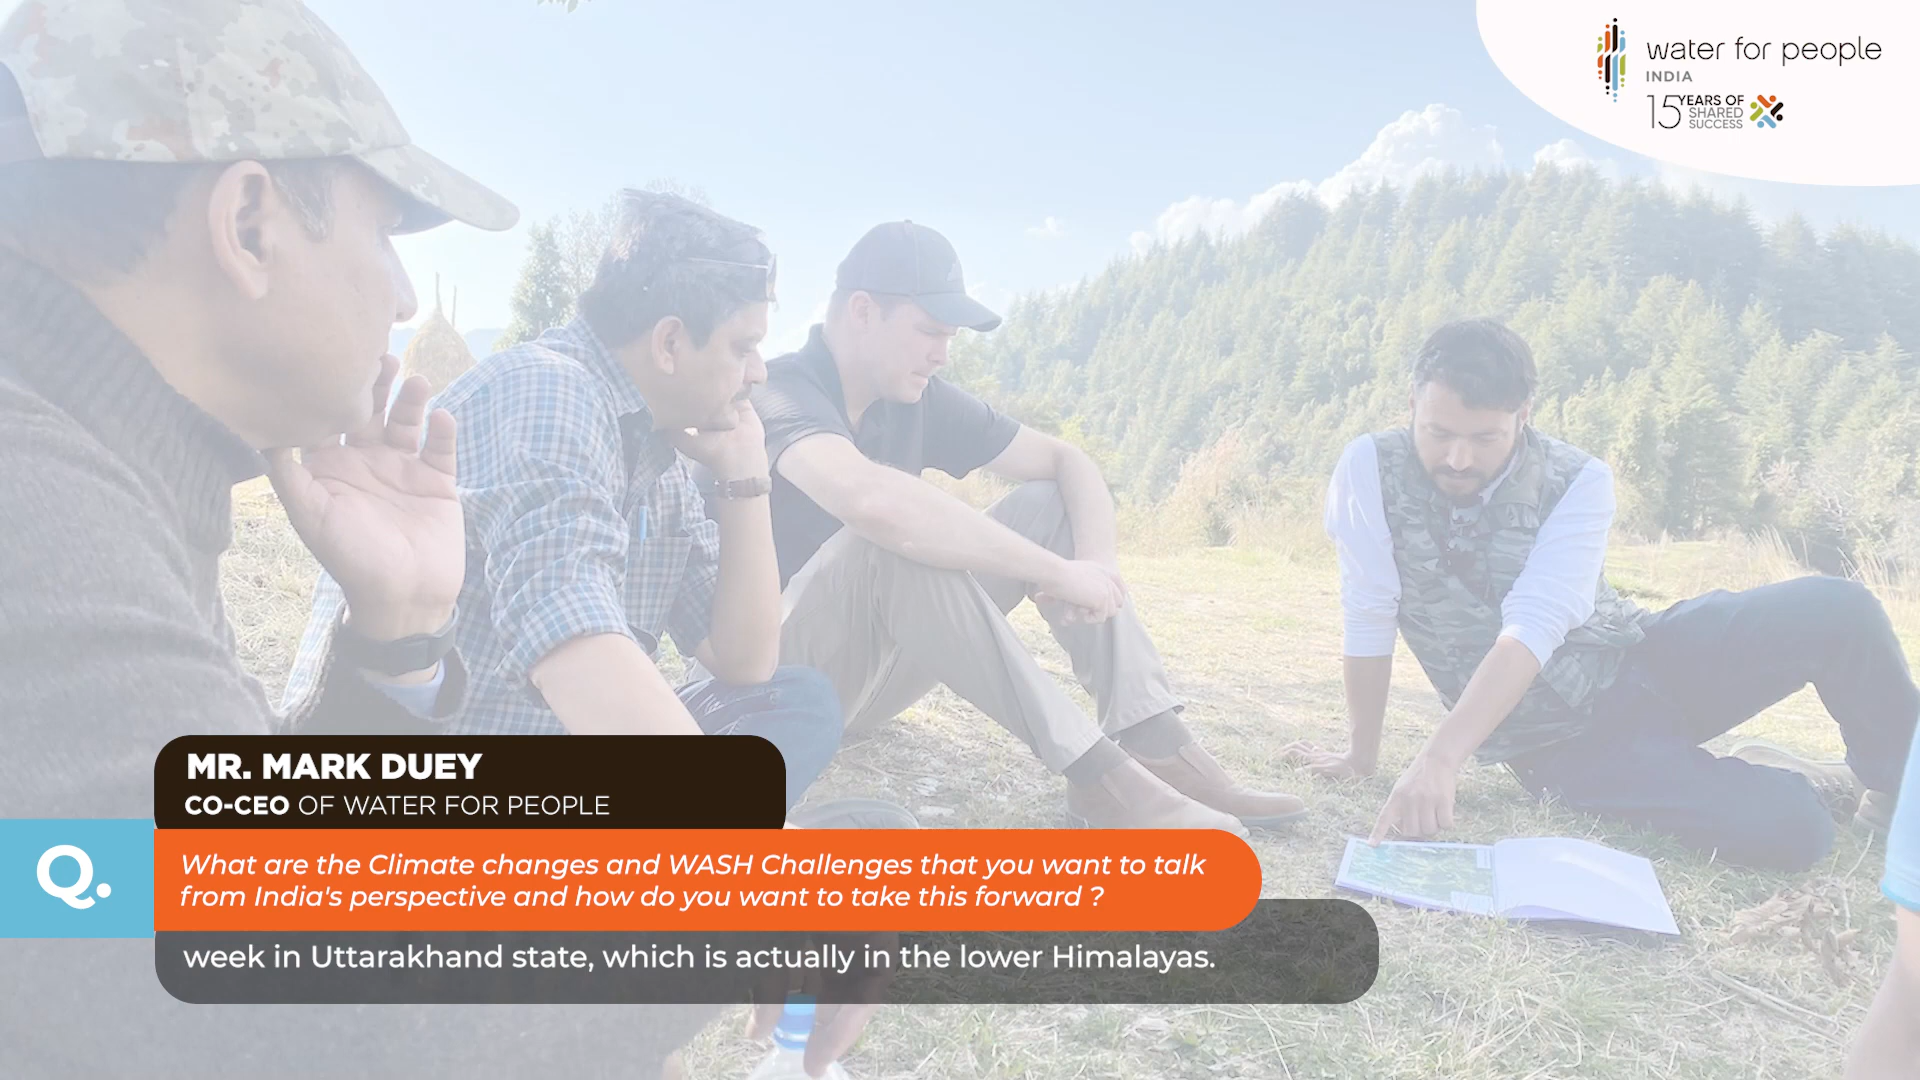 water for people
INDIA
15 YEARS OF
SHARED
SUCCESS
MR. MARK DUEY
CO-CEO OF WATER FOR PEOPLE
Q.
What are the Climate changes and WASH Challenges that you want to talk
from India's perspective and how do you want to take this forward ?
week in Uttarakhand state, which is actually in the lower Himalayas.